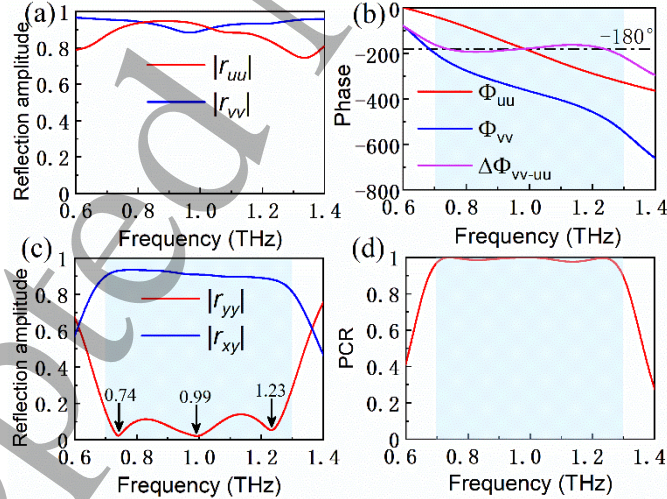 (a)
Reflection amplitude
1
0.8
0.6
0.4
0.2
0
|r_uu|
|r_vv|
0.6 0.8 1.0 1.2 1.4
Frequency (THz)
(b)
Phase
0
-200
-400
-600
-800
-180°
Φ_uu
Φ_vv
ΔΦ_vv-uu
0.6 0.8 1.0 1.2 1.4
Frequency (THz)
(c)
Reflection amplitude
1
0.8
0.6
0.4
0.2
0
|r_yy|
|r_xy|
0.74
0.99
1.23
0.6 0.8 1.0 1.2 1.4
Frequency (THz)
(d)
PCR
1
0.8
0.6
0.4
0.2
0
0.6 0.8 1.0 1.2 1.4
Frequency (THz)